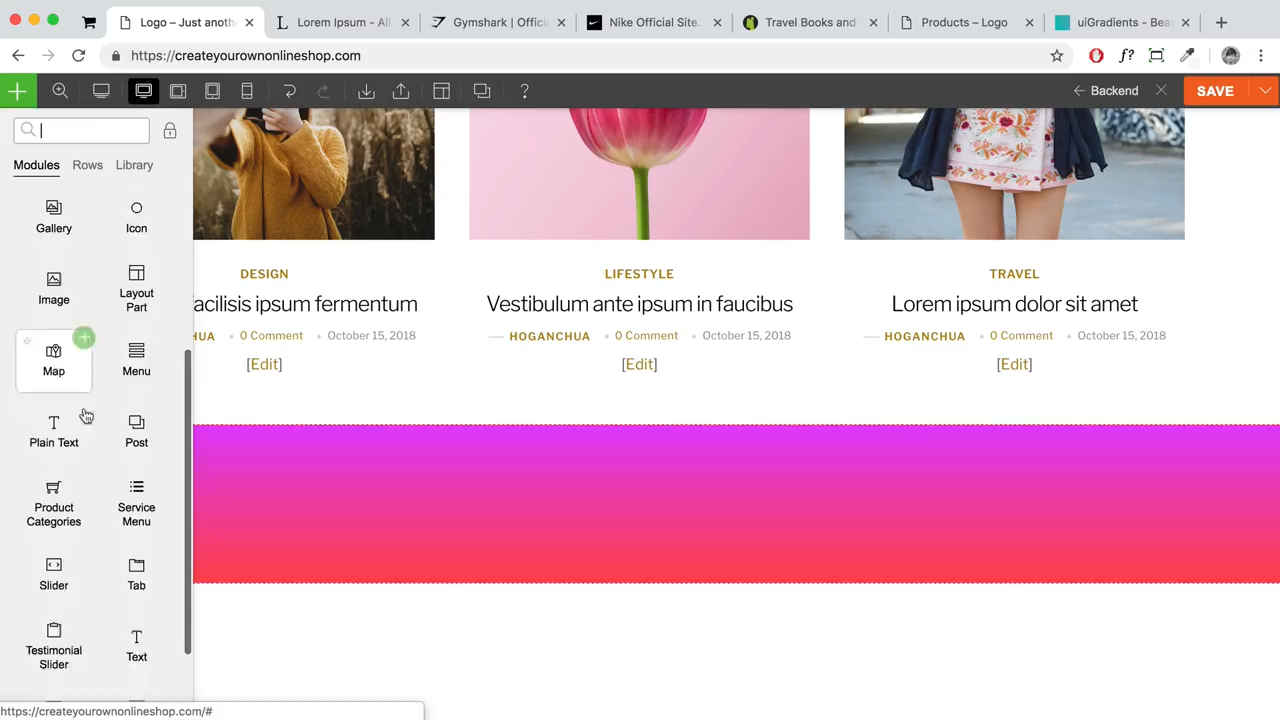 Logo – Just anothe
Lorem Ipsum - All
Gymshark | Offici
Nike Official Site.
Travel Books and
Products – Logo
uiGradients - Bea
https://createyourownonlineshop.com
f?
?
Backend
SAVE
Modules
Rows
Library
Gallery
Icon
Image
Layout
Part
Map
Menu
Plain Text
Post
Product
Categories
Service
Menu
Slider
Tab
Testimonial
Slider
Text
DESIGN
LIFESTYLE
TRAVEL
acilisis ipsum fermentum
Vestibulum ante ipsum in faucibus
Lorem ipsum dolor sit amet
HUA
0 Comment
October 15, 2018
HOGANCHUA
0 Comment
October 15, 2018
HOGANCHUA
0 Comment
October 15, 2018
[Edit]
[Edit]
[Edit]
https://createyourownonlineshop.com/#